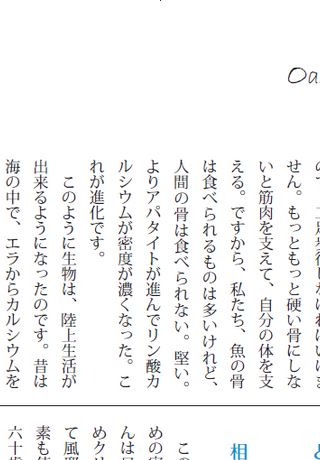 Oa
せん。もっともっと硬い骨にしな
いと筋肉を支えて、自分の体を支
える。ですから、私たち、魚の骨
は食べられるものは多いけれど、
人間の骨は食べられない。堅い。
よりアパタイトが進んでリン酸カ
ルシウムが密度が濃くなった。こ
れが進化です。
このように生物は、陸上生活が
出来るようになったのです。昔は
海の中で、エラからカルシウムを
相
この
めの
んは
めク
て風
素も
六十